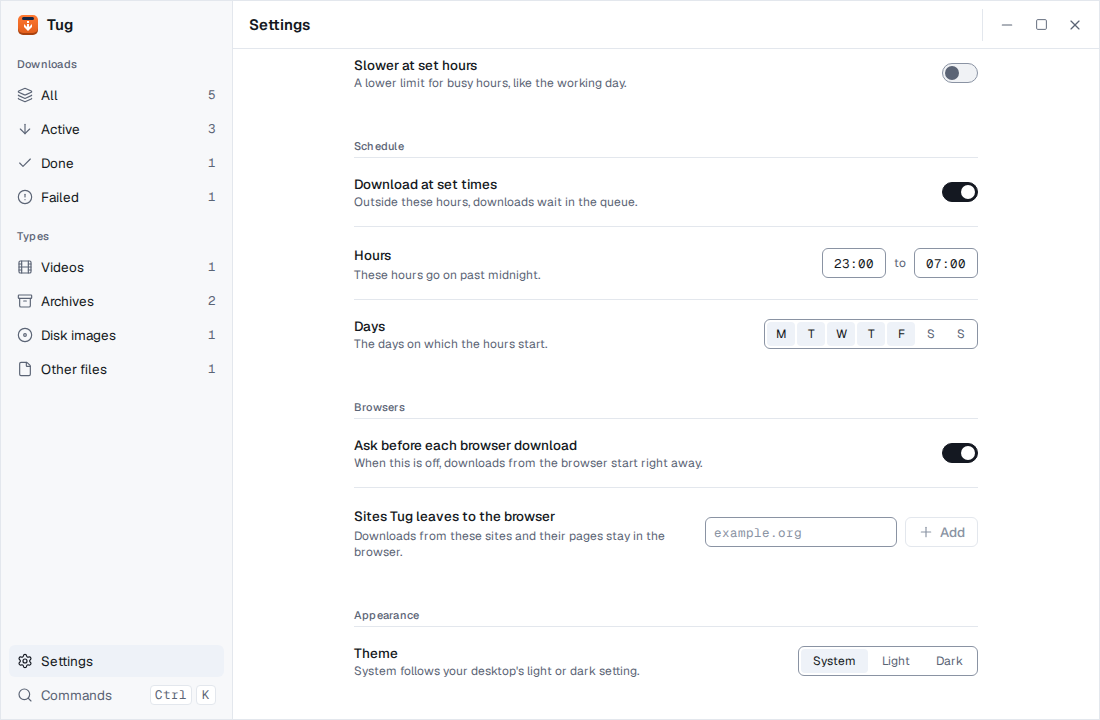 Tug
Settings
Downloads
All 5
Active 3
Done 1
Failed 1
Types
Videos 1
Archives 2
Disk images 1
Other files 1
Settings
Commands Ctrl K
Slower at set hours
A lower limit for busy hours, like the working day.
Schedule
Download at set times
Outside these hours, downloads wait in the queue.
Hours
These hours go on past midnight.
23:00 to 07:00
Days
The days on which the hours start.
M T W T F S S
Browsers
Ask before each browser download
When this is off, downloads from the browser start right away.
Sites Tug leaves to the browser
Downloads from these sites and their pages stay in the
browser.
example.org
Add
Appearance
Theme
System follows your desktop's light or dark setting.
System Light Dark